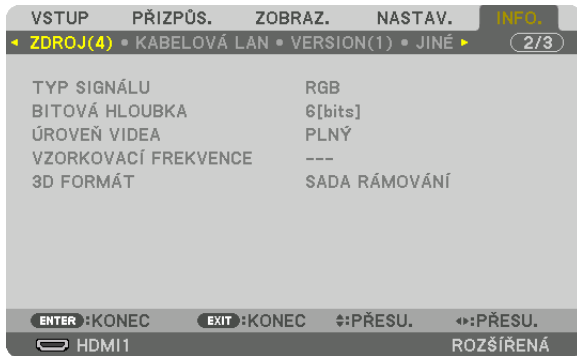 VSTUP PŘIZPŮS. ZOBRAZ. NASTAV. INFO.
ZDROJ(4) • KABELOVÁ LAN • VERSION(1) • JINÉ 2/3
TYP SIGNÁLU RGB
BITOVÁ HLOUBKA 6[bits]
ÚROVEŇ VIDEA PLNÝ
VZORKOVACÍ FREKVENCE ---
3D FORMÁT SADA RÁMOVÁNÍ
ENTER :KONEC EXIT :KONEC :PŘESU. :PŘESU.
HDMI1 ROZŠÍŘENÁ